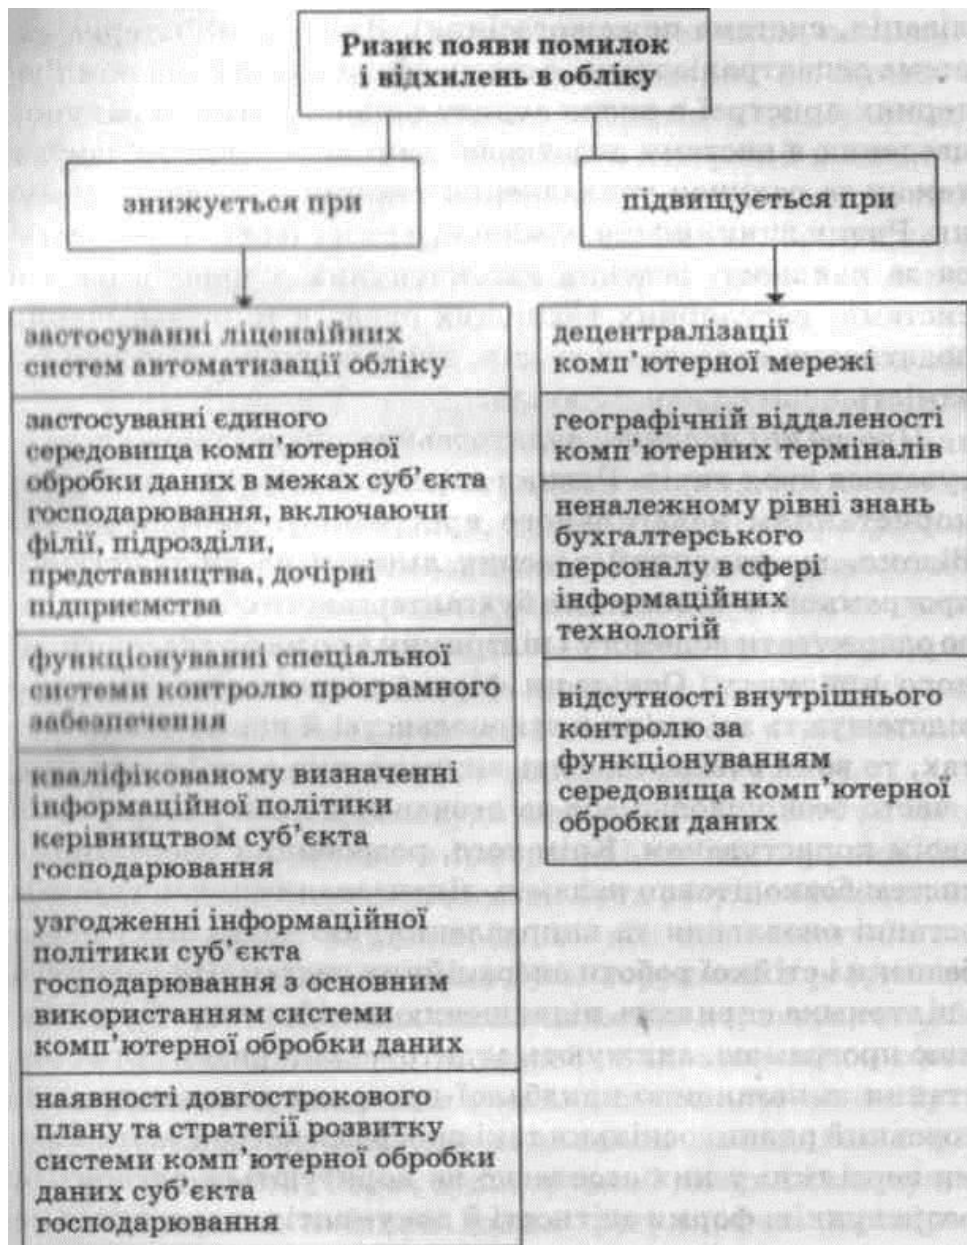 Ризик появи помилок
і відхилень в обліку
знижується при
підвищується при
застосуванні ліцензійних
систем автоматизації обліку
застосуванні єдиного
середовища комп’ютерної
обробки даних в межах суб’єкта
господарювання, включаючи
філії, підрозділи,
представництва, дочірні
підприємства
функціонуванні спеціальної
системи контролю програмного
забезпечення
кваліфікованому визначенні
інформаційної політики
керівництвом суб’єкта
господарювання
узгодженні інформаційної
політики суб’єкта
господарювання з основним
використанням системи
комп’ютерної обробки даних
наявності довгострокового
плану та стратегії розвитку
системи комп’ютерної обробки
даних суб’єкта
господарювання
децентралізації
комп’ютерної мережі
географічній віддаленості
комп’ютерних терміналів
неналежному рівні знань
бухгалтерського
персоналу в сфері
інформаційних
технологій
відсутності внутрішнього
контролю за
функціонуванням
середовища комп’ютерної
обробки даних